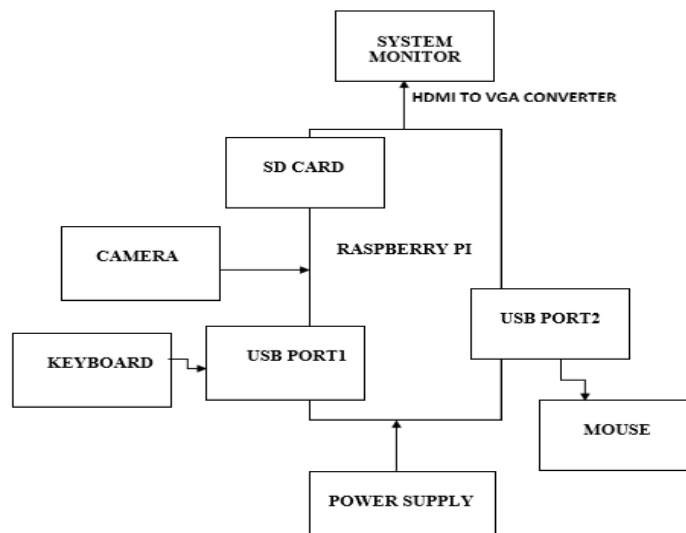 SYSTEM
MONITOR
HDMI TO VGA CONVERTER
SD CARD
CAMERA
RASPBERRY PI
USB PORT2
KEYBOARD
USB PORT1
MOUSE
POWER SUPPLY